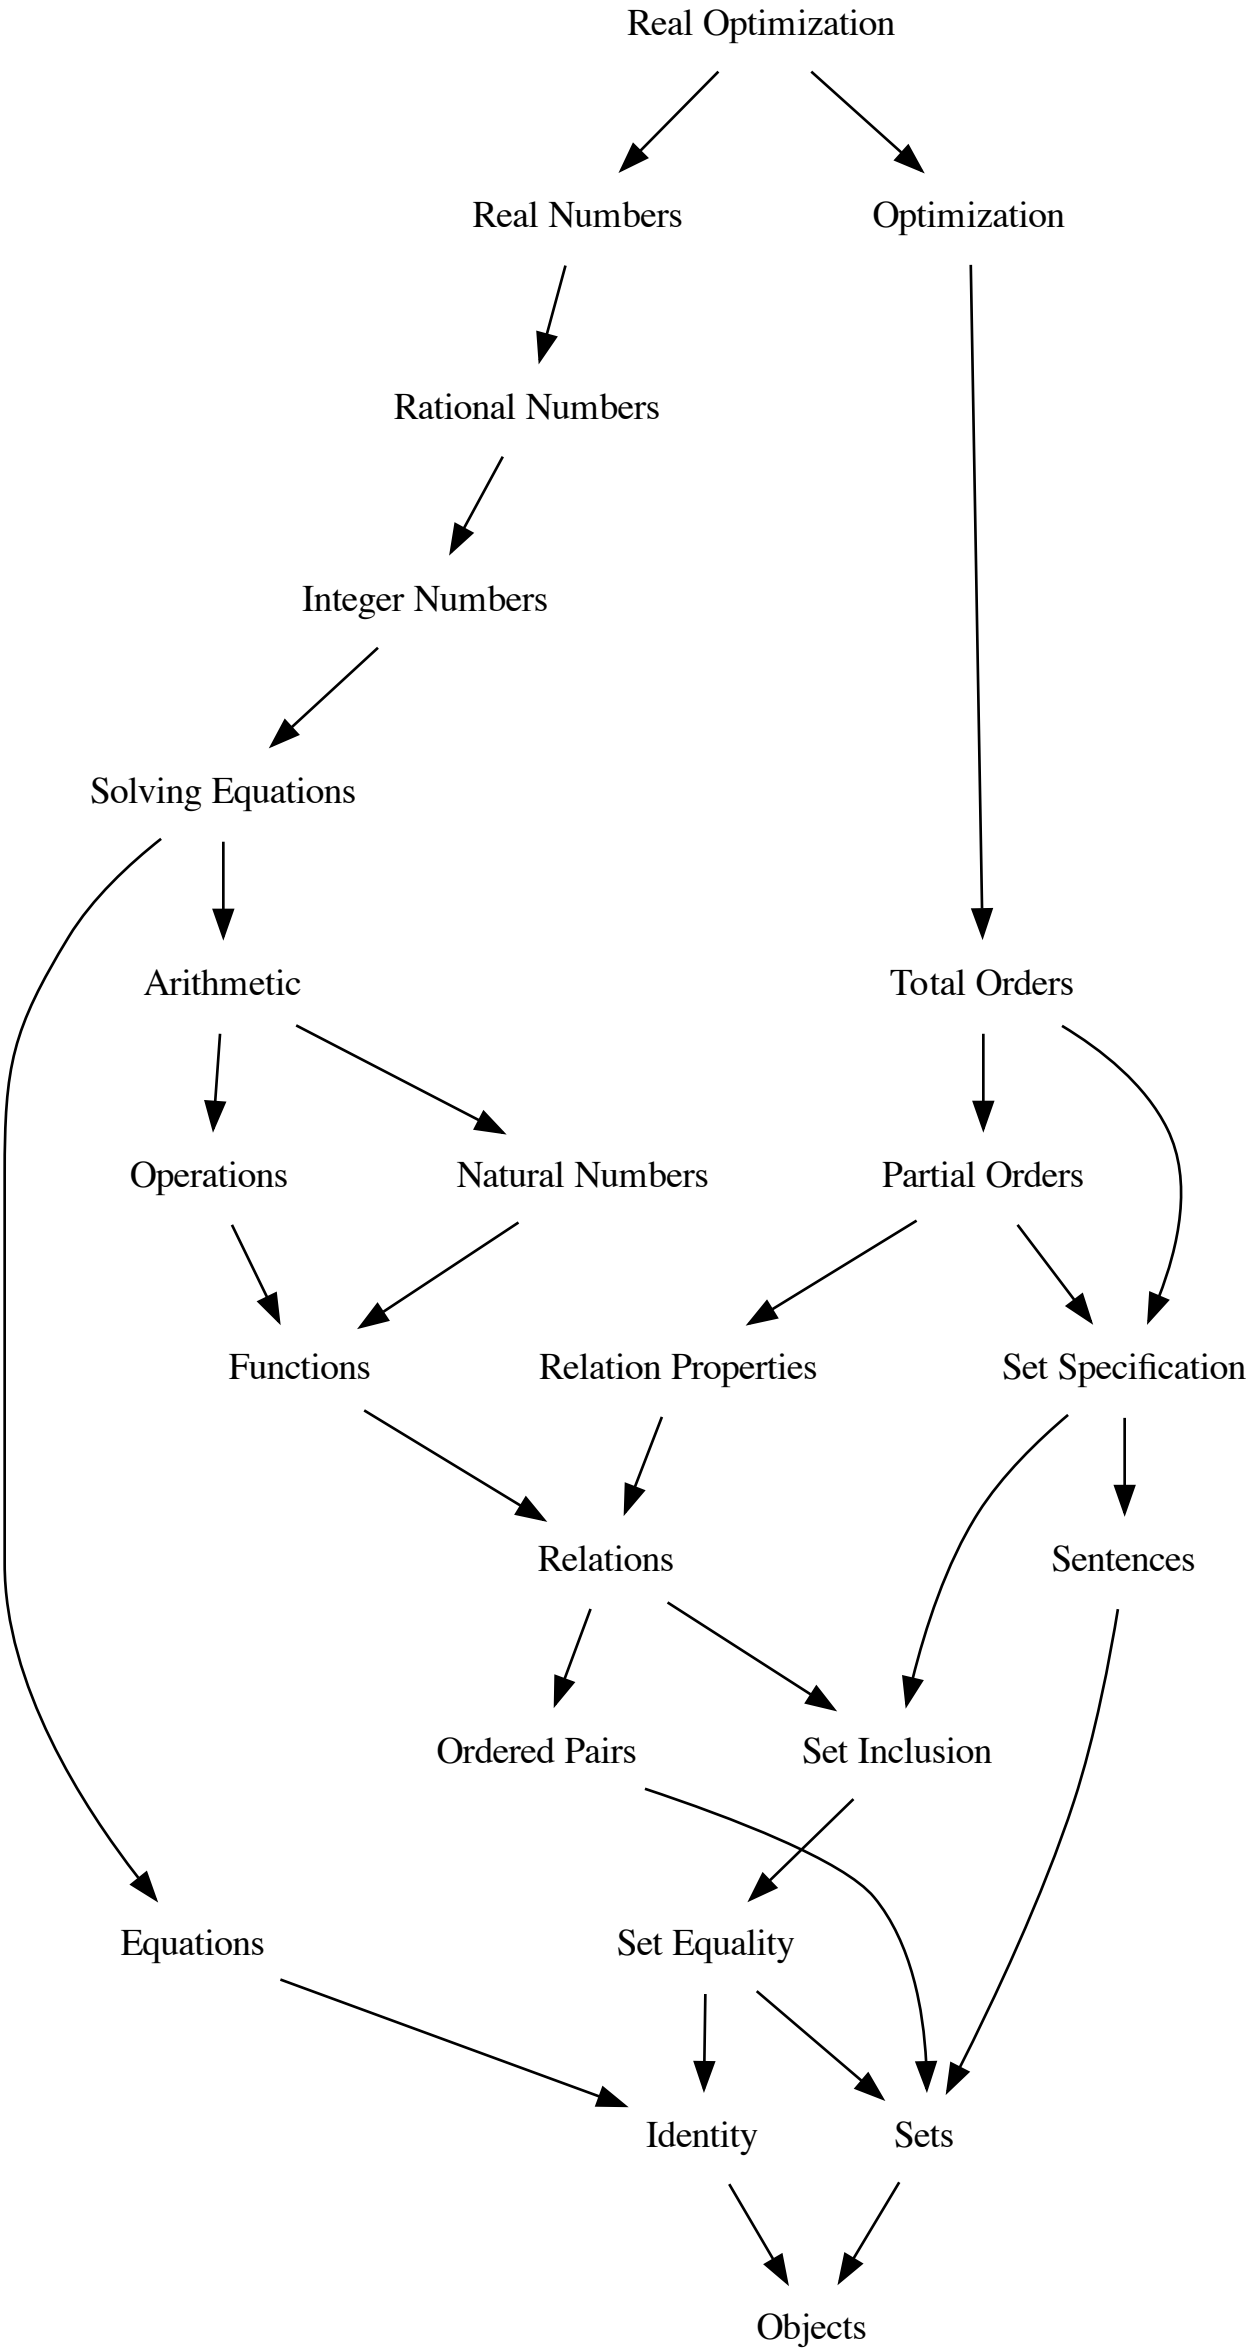 Real Optimization
Real Numbers
Optimization
Rational Numbers
Integer Numbers
Solving Equations
Arithmetic
Total Orders
Operations
Natural Numbers
Partial Orders
Functions
Relation Properties
Set Specification
Relations
Sentences
Ordered Pairs
Set Inclusion
Equations
Set Equality
Identity
Sets
Objects